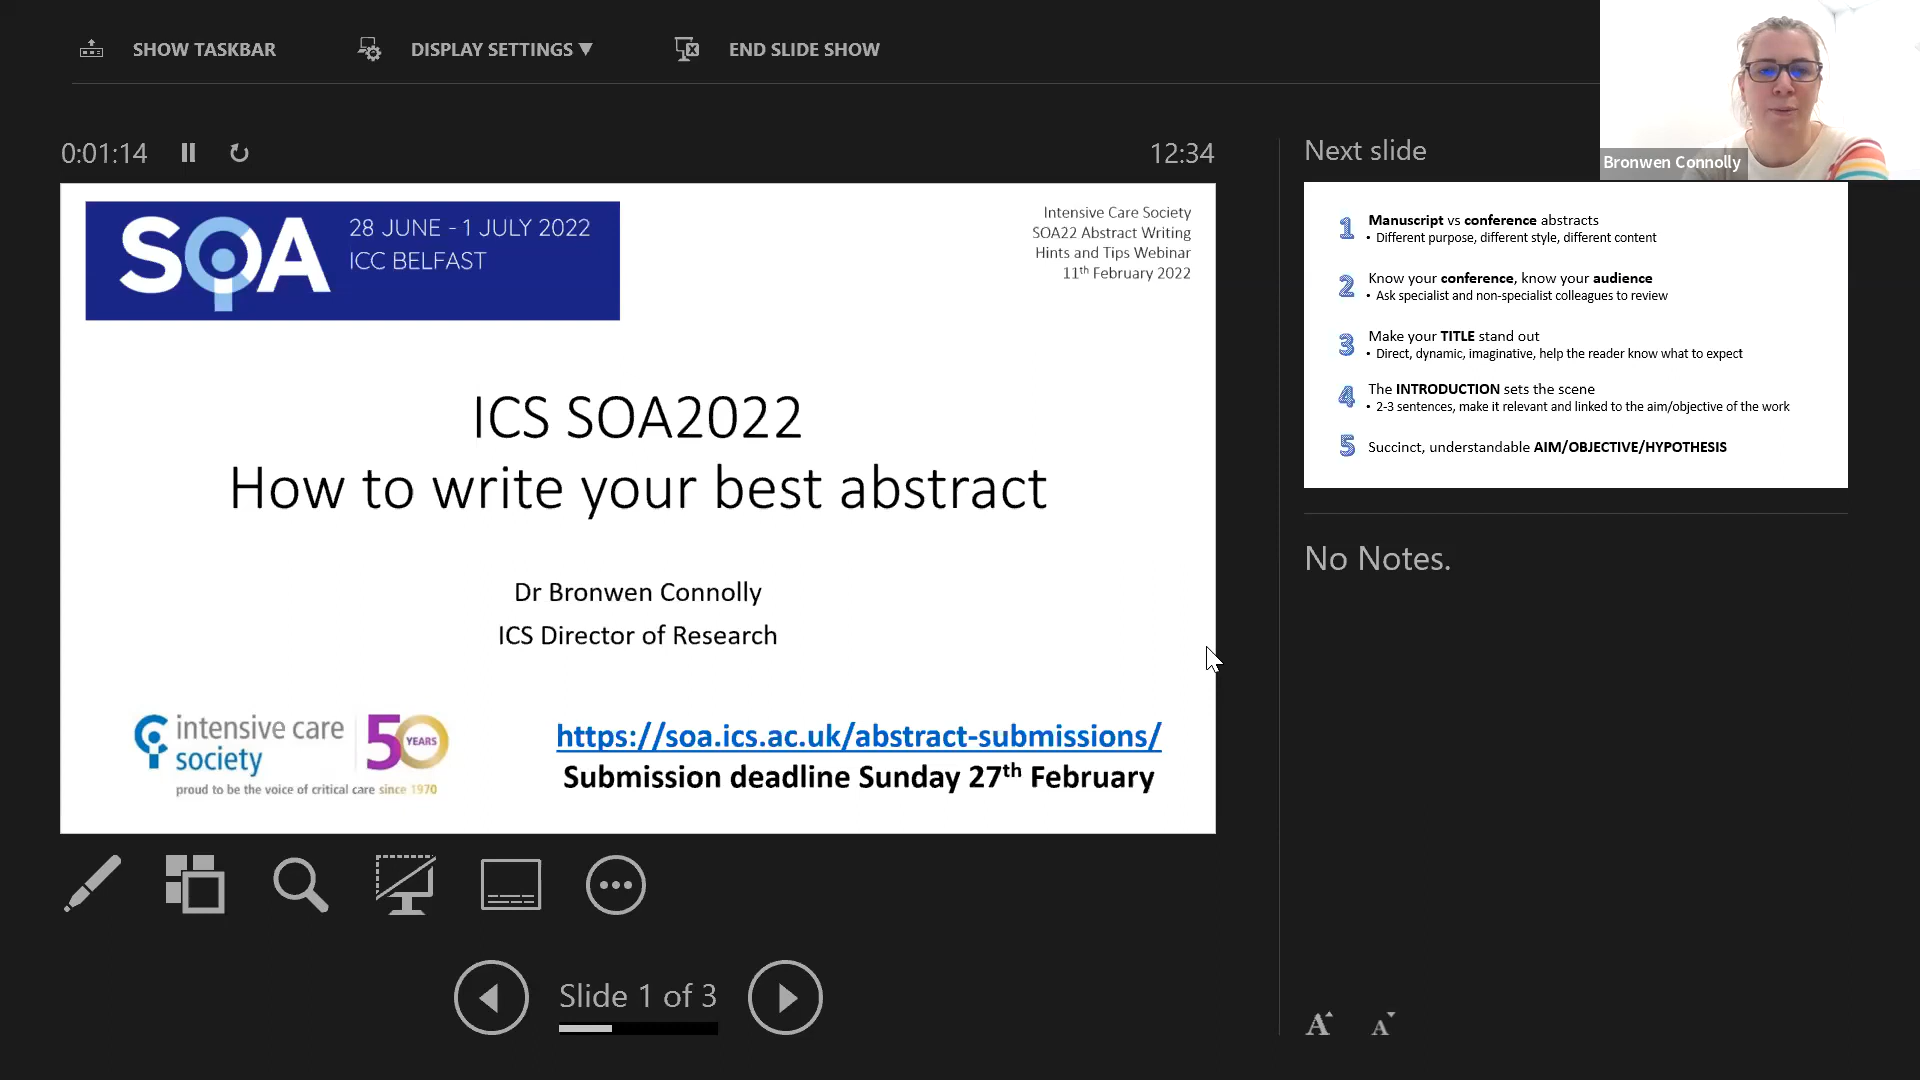 SHOW TASKBAR
DISPLAY SETTINGS ▼
END SLIDE SHOW
Bronwen Connolly
0:01:14
12:34
SOA
28 JUNE - 1 JULY 2022
ICC BELFAST
Intensive Care Society
SOA22 Abstract Writing
Hints and Tips Webinar
11th February 2022
ICS SOA2022
How to write your best abstract
Dr Bronwen Connolly
ICS Director of Research
intensive care
society
50
YEARS
proud to be the voice of critical care since 1970
https://soa.ics.ac.uk/abstract-submissions/
Submission deadline Sunday 27th February
Slide 1 of 3
Next slide
1 Manuscript vs conference abstracts
• Different purpose, different style, different content
2 Know your conference, know your audience
• Ask specialist and non-specialist colleagues to review
3 Make your TITLE stand out
• Direct, dynamic, imaginative, help the reader know what to expect
4 The INTRODUCTION sets the scene
• 2-3 sentences, make it relevant and linked to the aim/objective of the work
5 Succinct, understandable AIM/OBJECTIVE/HYPOTHESIS
No Notes.
A A